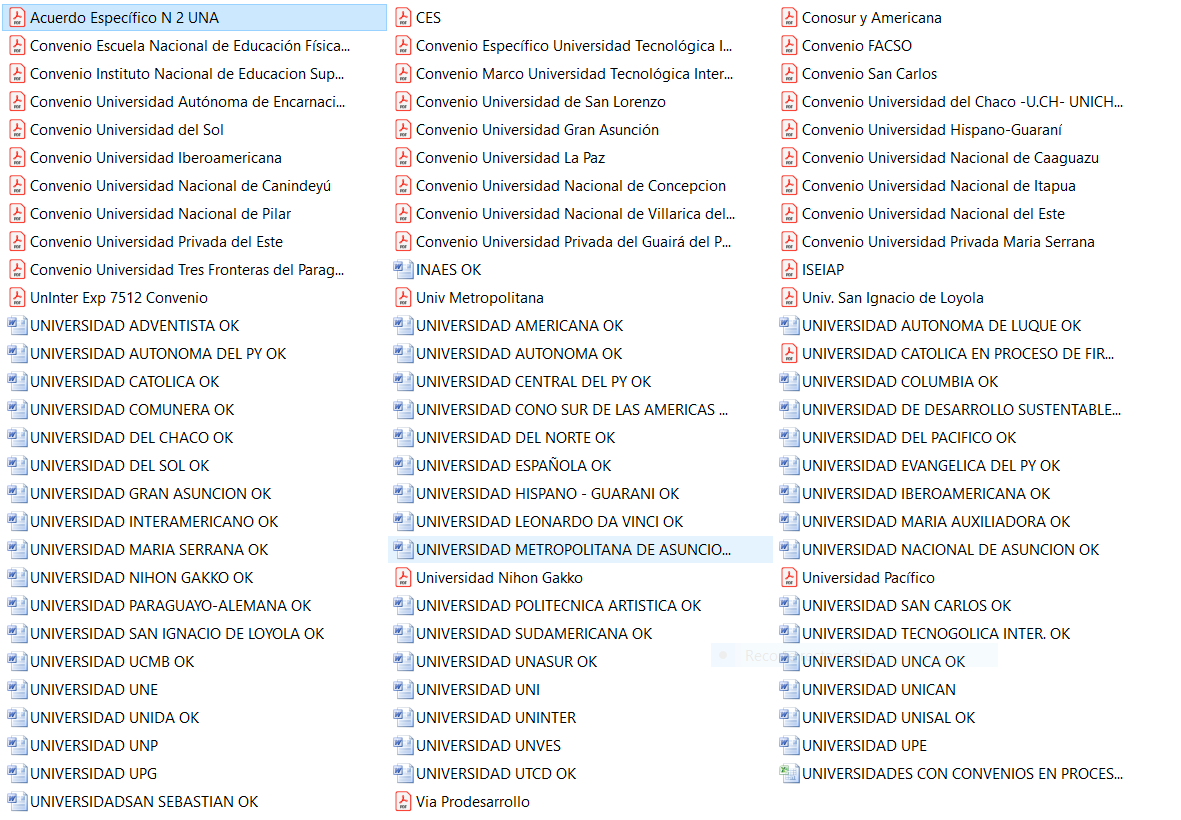 Acuerdo Específico N 2 UNA
CES
Conosur y Americana
Convenio Escuela Nacional de Educación Física...
Convenio Específico Universidad Tecnológica I...
Convenio FACSO
Convenio Instituto Nacional de Educacion Sup...
Convenio Marco Universidad Tecnológica Inter...
Convenio San Carlos
Convenio Universidad Autónoma de Encarnaci...
Convenio Universidad de San Lorenzo
Convenio Universidad del Chaco -U.CH- UNICH...
Convenio Universidad del Sol
Convenio Universidad Gran Asunción
Convenio Universidad Hispano-Guaraní
Convenio Universidad Iberoamericana
Convenio Universidad La Paz
Convenio Universidad Nacional de Caaguazu
Convenio Universidad Nacional de Canindeyú
Convenio Universidad Nacional de Concepcion
Convenio Universidad Nacional de Itapua
Convenio Universidad Nacional de Pilar
Convenio Universidad Nacional de Villarica del...
Convenio Universidad Nacional del Este
Convenio Universidad Privada del Este
Convenio Universidad Privada del Guairá del P...
Convenio Universidad Privada Maria Serrana
Convenio Universidad Tres Fronteras del Parag...
INAES OK
ISEIAP
UnInter Exp 7512 Convenio
Univ Metropolitana
Univ. San Ignacio de Loyola
UNIVERSIDAD ADVENTISTA OK
UNIVERSIDAD AMERICANA OK
UNIVERSIDAD AUTONOMA DE LUQUE OK
UNIVERSIDAD AUTONOMA DEL PY OK
UNIVERSIDAD AUTONOMA OK
UNIVERSIDAD CATOLICA EN PROCESO DE FIR...
UNIVERSIDAD CATOLICA OK
UNIVERSIDAD CENTRAL DEL PY OK
UNIVERSIDAD COLUMBIA OK
UNIVERSIDAD COMUNERA OK
UNIVERSIDAD CONO SUR DE LAS AMERICAS ...
UNIVERSIDAD DE DESARROLLO SUSTENTABLE...
UNIVERSIDAD DEL CHACO OK
UNIVERSIDAD DEL NORTE OK
UNIVERSIDAD DEL PACIFICO OK
UNIVERSIDAD DEL SOL OK
UNIVERSIDAD ESPAÑOLA OK
UNIVERSIDAD EVANGELICA DEL PY OK
UNIVERSIDAD GRAN ASUNCION OK
UNIVERSIDAD HISPANO - GUARANI OK
UNIVERSIDAD IBEROAMERICANA OK
UNIVERSIDAD INTERAMERICANO OK
UNIVERSIDAD LEONARDO DA VINCI OK
UNIVERSIDAD MARIA AUXILIADORA OK
UNIVERSIDAD MARIA SERRANA OK
UNIVERSIDAD METROPOLITANA DE ASUNCIO...
UNIVERSIDAD NACIONAL DE ASUNCION OK
UNIVERSIDAD NIHON GAKKO OK
Universidad Nihon Gakko
Universidad Pacífico
UNIVERSIDAD PARAGUAYO-ALEMANA OK
UNIVERSIDAD POLITECNICA ARTISTICA OK
UNIVERSIDAD SAN CARLOS OK
UNIVERSIDAD SAN IGNACIO DE LOYOLA OK
UNIVERSIDAD SUDAMERICANA OK
UNIVERSIDAD TECNOGOLICA INTER. OK
UNIVERSIDAD UCMB OK
UNIVERSIDAD UNASUR OK
UNIVERSIDAD UNCA OK
UNIVERSIDAD UNE
UNIVERSIDAD UNI
UNIVERSIDAD UNICAN
UNIVERSIDAD UNIDA OK
UNIVERSIDAD UNINTER
UNIVERSIDAD UNISAL OK
UNIVERSIDAD UNP
UNIVERSIDAD UNVES
UNIVERSIDAD UPE
UNIVERSIDAD UPG
UNIVERSIDAD UTCD OK
UNIVERSIDADES CON CONVENIOS EN PROCES...
UNIVERSIDADSAN SEBASTIAN OK
Via Prodesarrollo